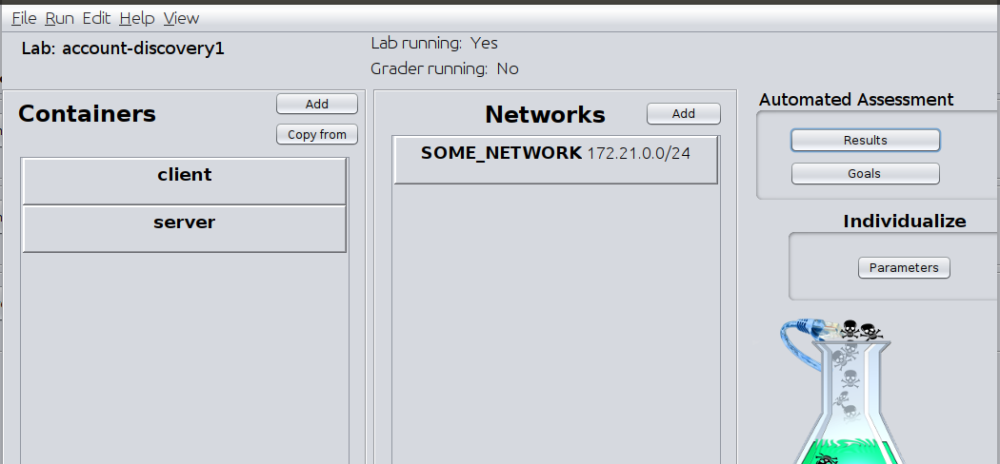 File Run Edit Help View
Lab: account-discovery1
Lab running: Yes
Grader running: No
Containers
Add
Copy from
client
server
Networks
Add
SOME_NETWORK 172.21.0.0/24
Automated Assessment
Results
Goals
Individualize
Parameters